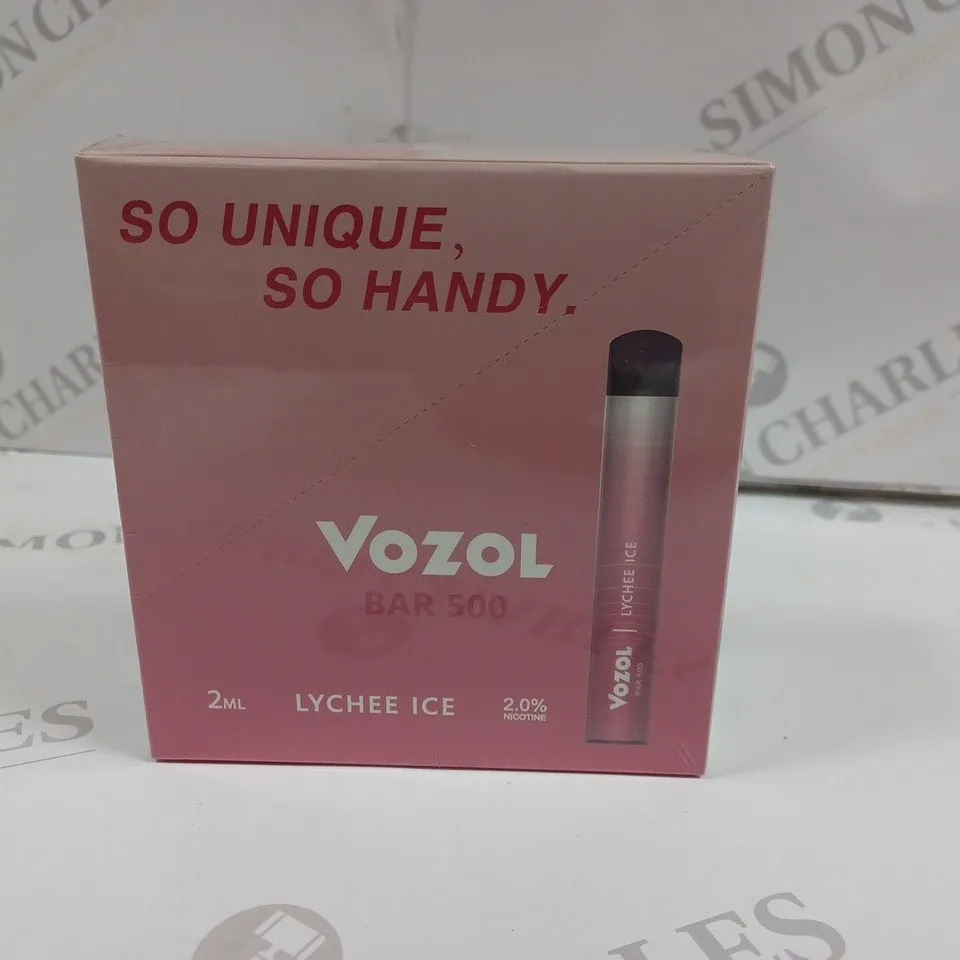 SO UNIQUE,
SO HANDY.
VOZOL
BAR 500
2ML
LYCHEE ICE
2.0%
NICOTINE
VOZOL | LYCHEE ICE
BAR 500
SIMON CHARLES